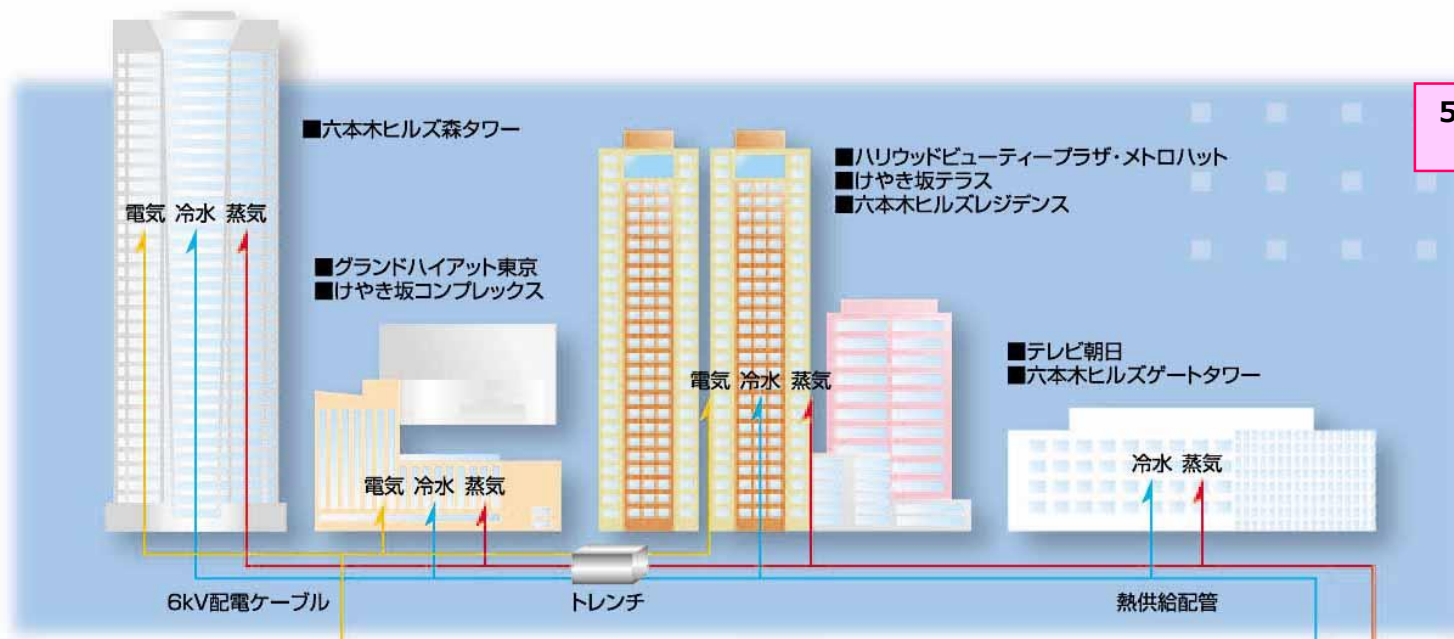 ■六本木ヒルズ森タワー
5
■ハリウッドビューティープラザ・メトロハット
■けやき坂テラス
■六本木ヒルズレジデンス
電気 冷水 蒸気
■グランドハイアット東京
■けやき坂コンプレックス
■テレビ朝日
■六本木ヒルズゲートタワー
電気 冷水 蒸気
冷水 蒸気
電気 冷水 蒸気
6kV配電ケーブル
トレンチ
熱供給配管